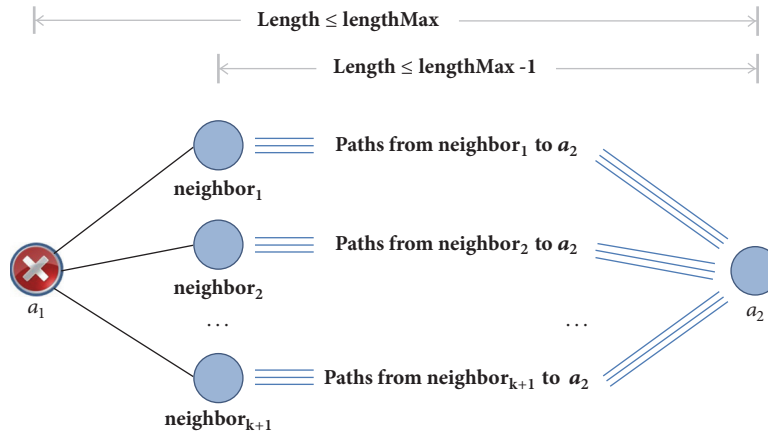 Length ≤ lengthMax
Length ≤ lengthMax -1
Paths from neighbor₁ to a₂
neighbor₁
Paths from neighbor₂ to a₂
neighbor₂
a₁
a₂
... ...
Paths from neighborₖ₊₁ to a₂
neighborₖ₊₁